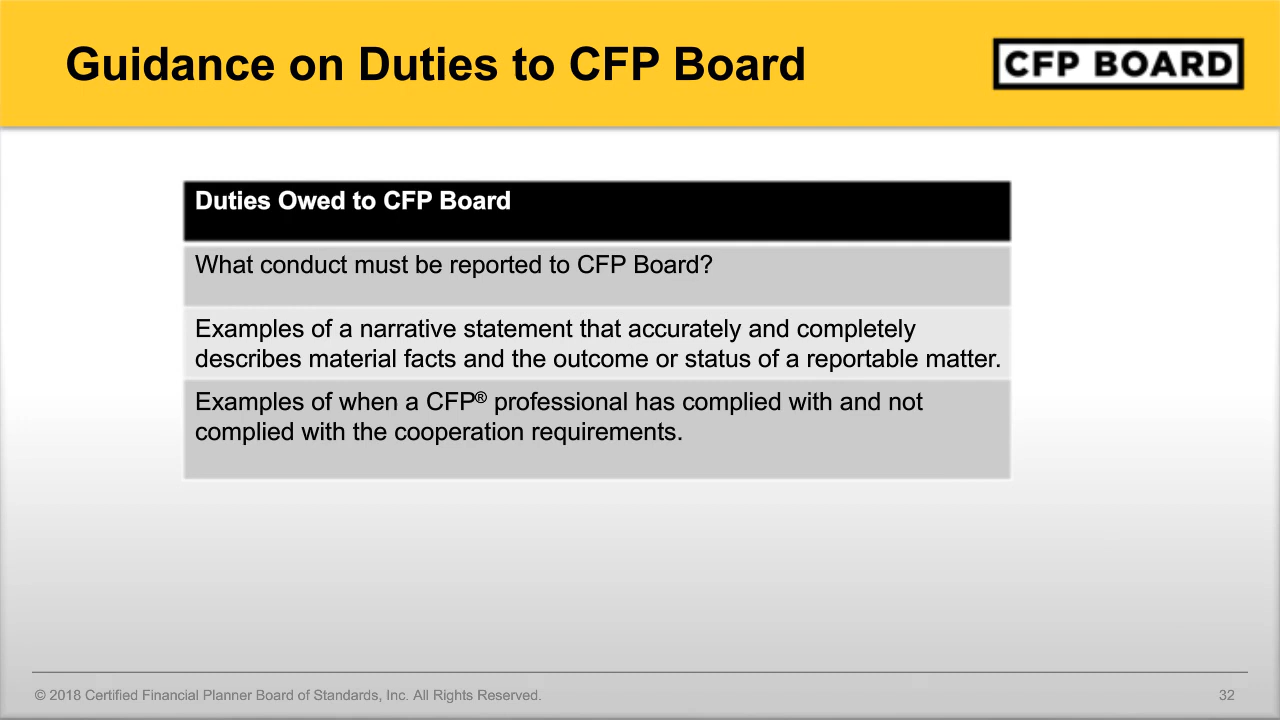 Guidance on Duties to CFP Board
CFP BOARD
Duties Owed to CFP Board
What conduct must be reported to CFP Board?
Examples of a narrative statement that accurately and completely
describes material facts and the outcome or status of a reportable matter.
Examples of when a CFP® professional has complied with and not
complied with the cooperation requirements.
© 2018 Certified Financial Planner Board of Standards, Inc. All Rights Reserved.
32